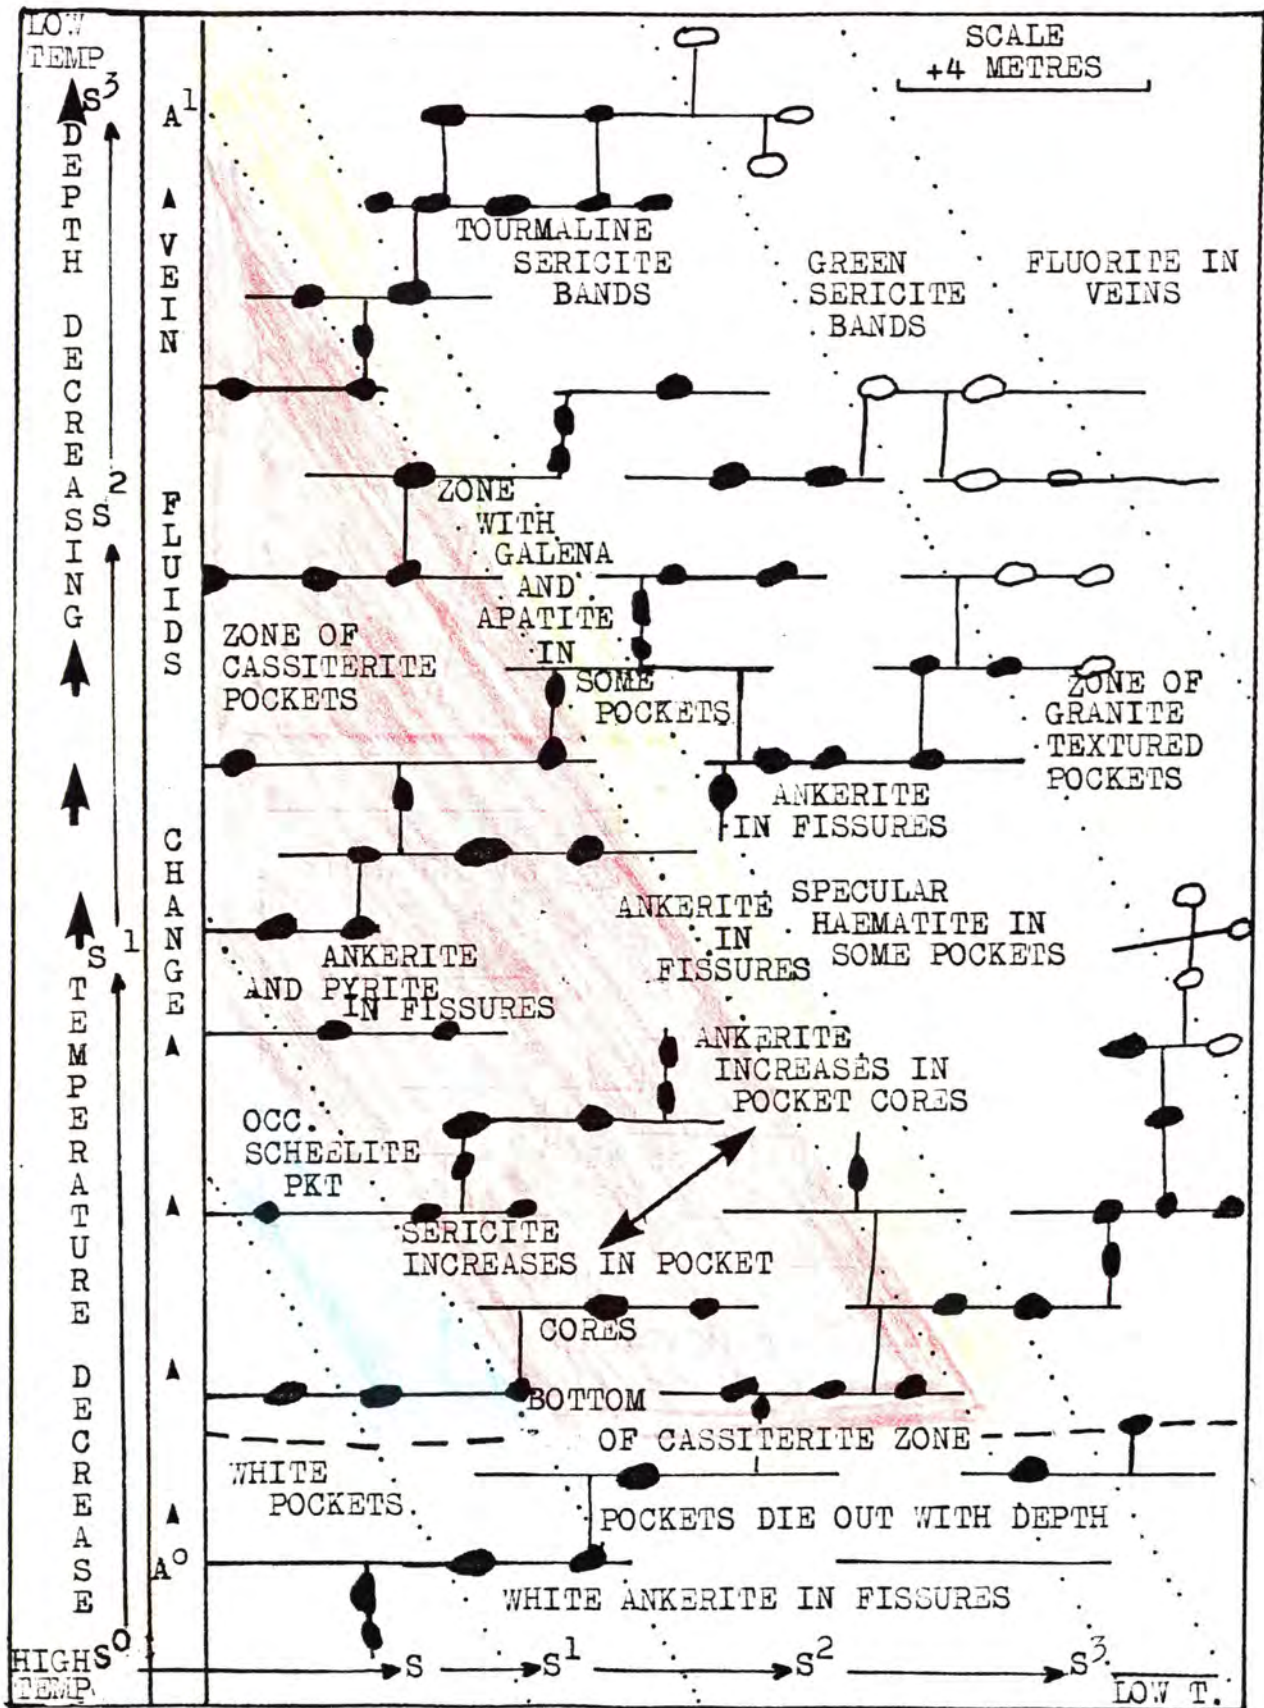 LOW
TEMP
S3
DEPTH DECREASING
S2
S1
TEMPERATURE DECREASE
S0
HIGH
TEMP
A1
VEIN FLUIDS CHANGE
A0
SCALE
+4 METRES
TOURMALINE
SERICITE
BANDS
GREEN
SERICITE
BANDS
FLUORITE IN
VEINS
ZONE
WITH
GALENA
AND
APATITE
IN
SOME
POCKETS
ZONE OF
CASSITERITE
POCKETS
ZONE OF
GRANITE
TEXTURED
POCKETS
ANKERITE
IN FISSURES
ANKERITE
IN
FISSURES
SPECULAR
HAEMATITE IN
SOME POCKETS
ANKERITE
AND PYRITE
IN FISSURES
ANKERITE
INCREASES IN
POCKET CORES
OCC.
SCHEELITE
PKT
SERICITE
INCREASES IN POCKET
CORES
BOTTOM
OF CASSITERITE ZONE
WHITE
POCKETS
POCKETS DIE OUT WITH DEPTH
WHITE ANKERITE IN FISSURES
S S1 S2 S3
LOW T.